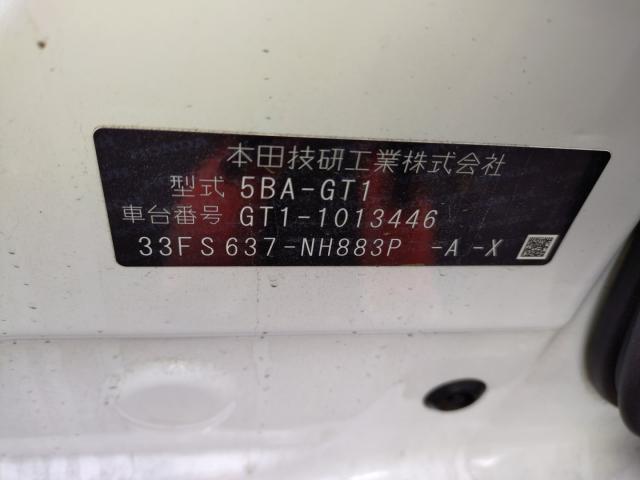 本田技研工業株式会社
型式 5BA-GT1
車台番号 GT1-1013446
33FS637-NH883P -A -X